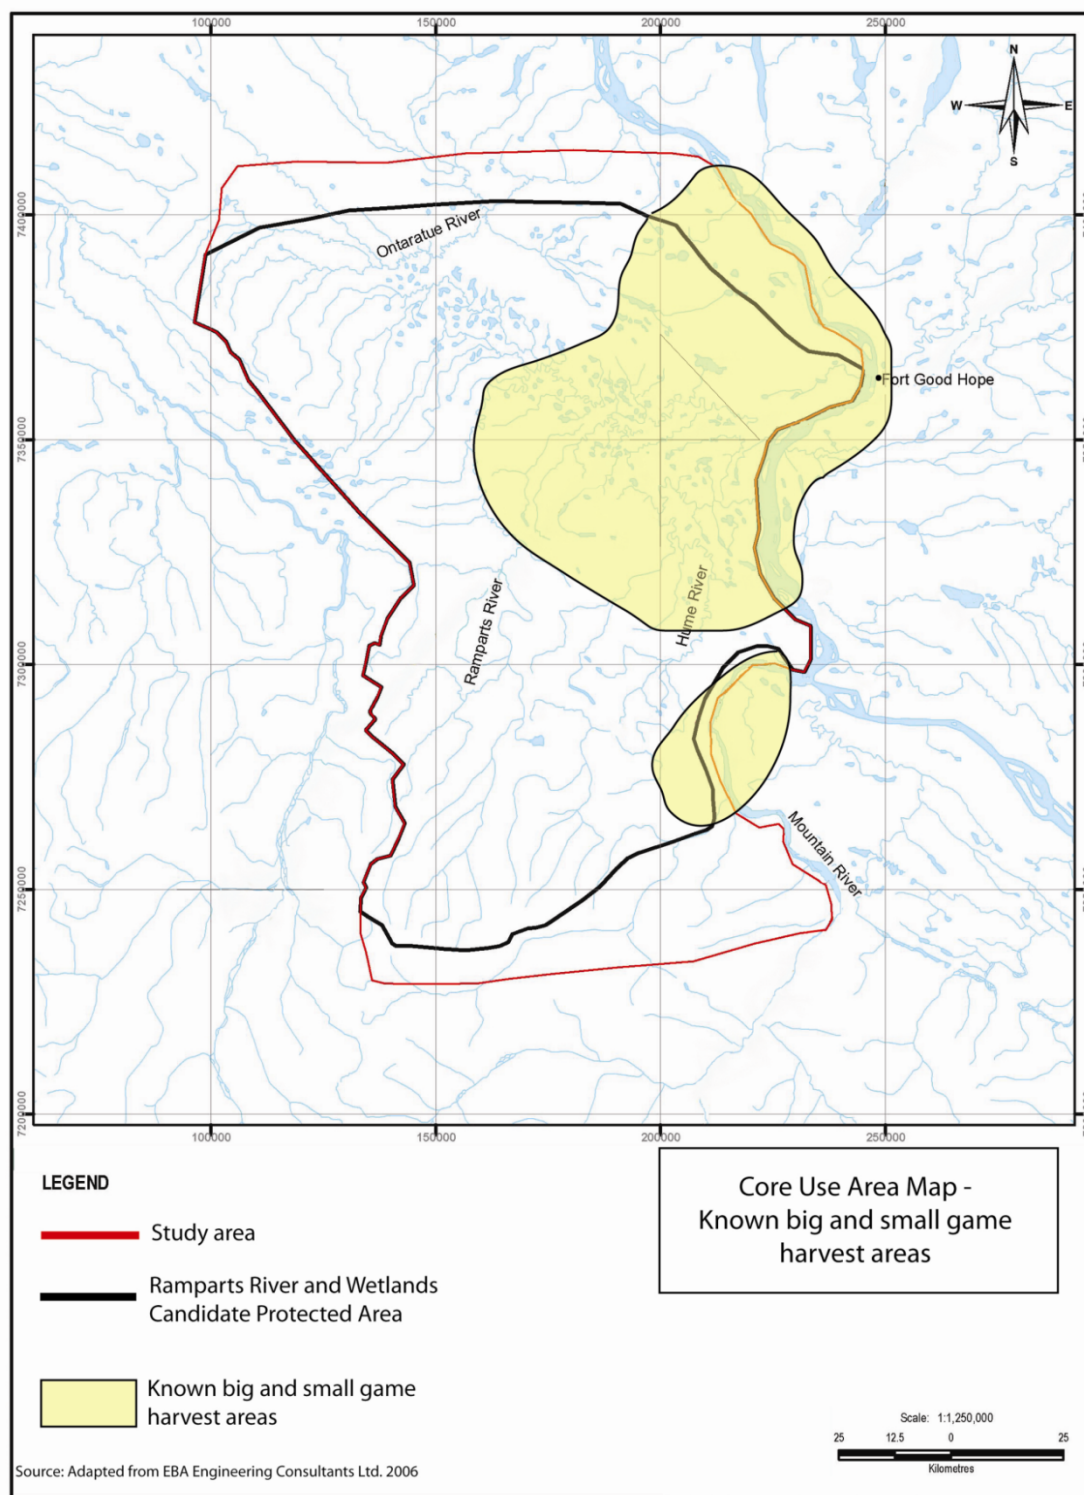 100000
150000
200000
250000
N
W
E
S
7400000
Ontaratue River
Fort Good Hope
7350000
Ramparts River
Hume River
7300000
Mountain River
7250000
7200000
100000
150000
200000
250000
LEGEND
Study area
Ramparts River and Wetlands
Candidate Protected Area
Known big and small game
harvest areas
Core Use Area Map -
Known big and small game
harvest areas
Scale: 1:1,250,000
25
12.5
0
25
Kilometres
Source: Adapted from EBA Engineering Consultants Ltd. 2006